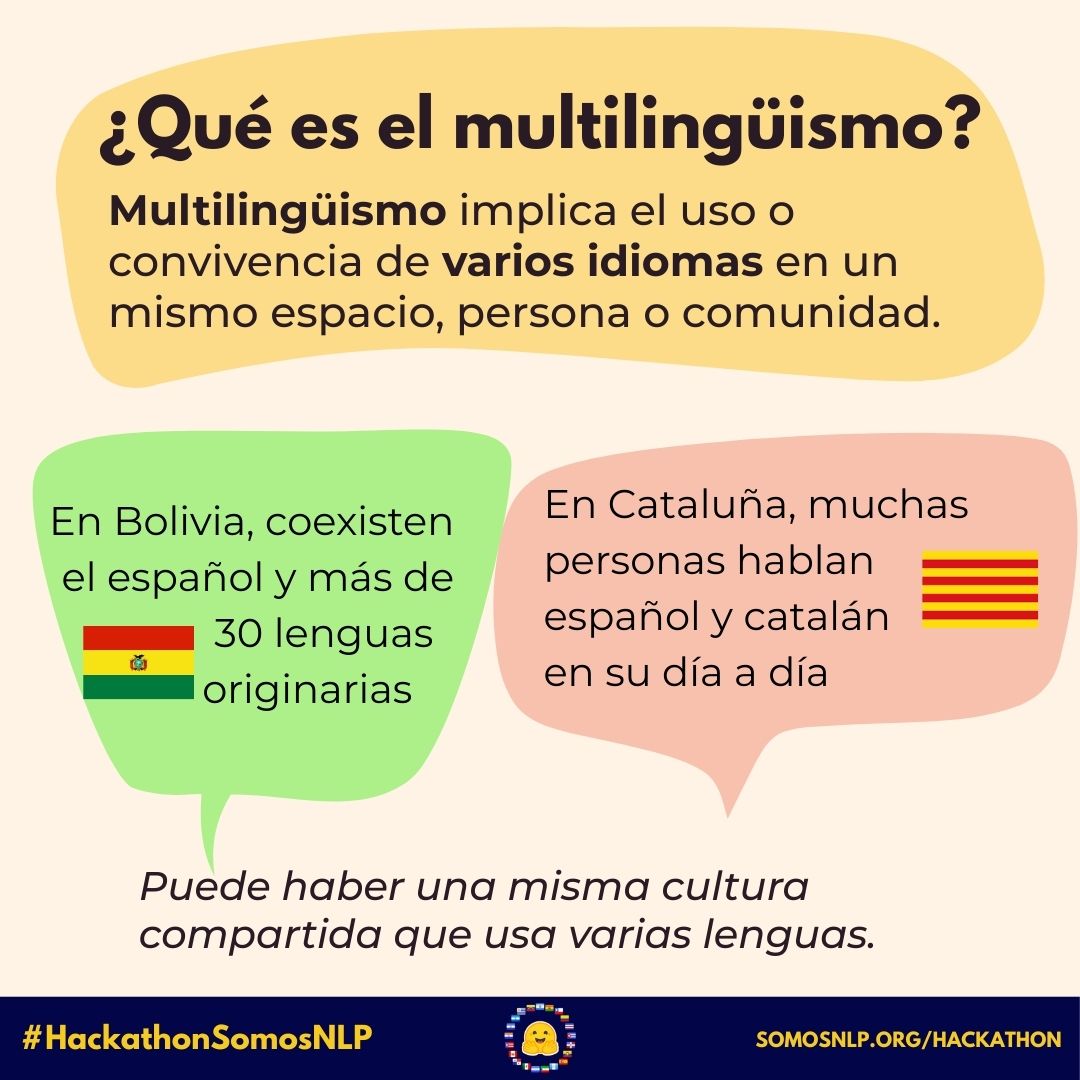 ¿Qué es el multilingüismo?
Multilingüismo implica el uso o
convivencia de varios idiomas en un
mismo espacio, persona o comunidad.
En Bolivia, coexisten
el español y más de
30 lenguas
originarias
En Cataluña, muchas
personas hablan
español y catalán
en su día a día
Puede haber una misma cultura
compartida que usa varias lenguas.
#HackathonSomosNLP
SOMOSNLP.ORG/HACKATHON